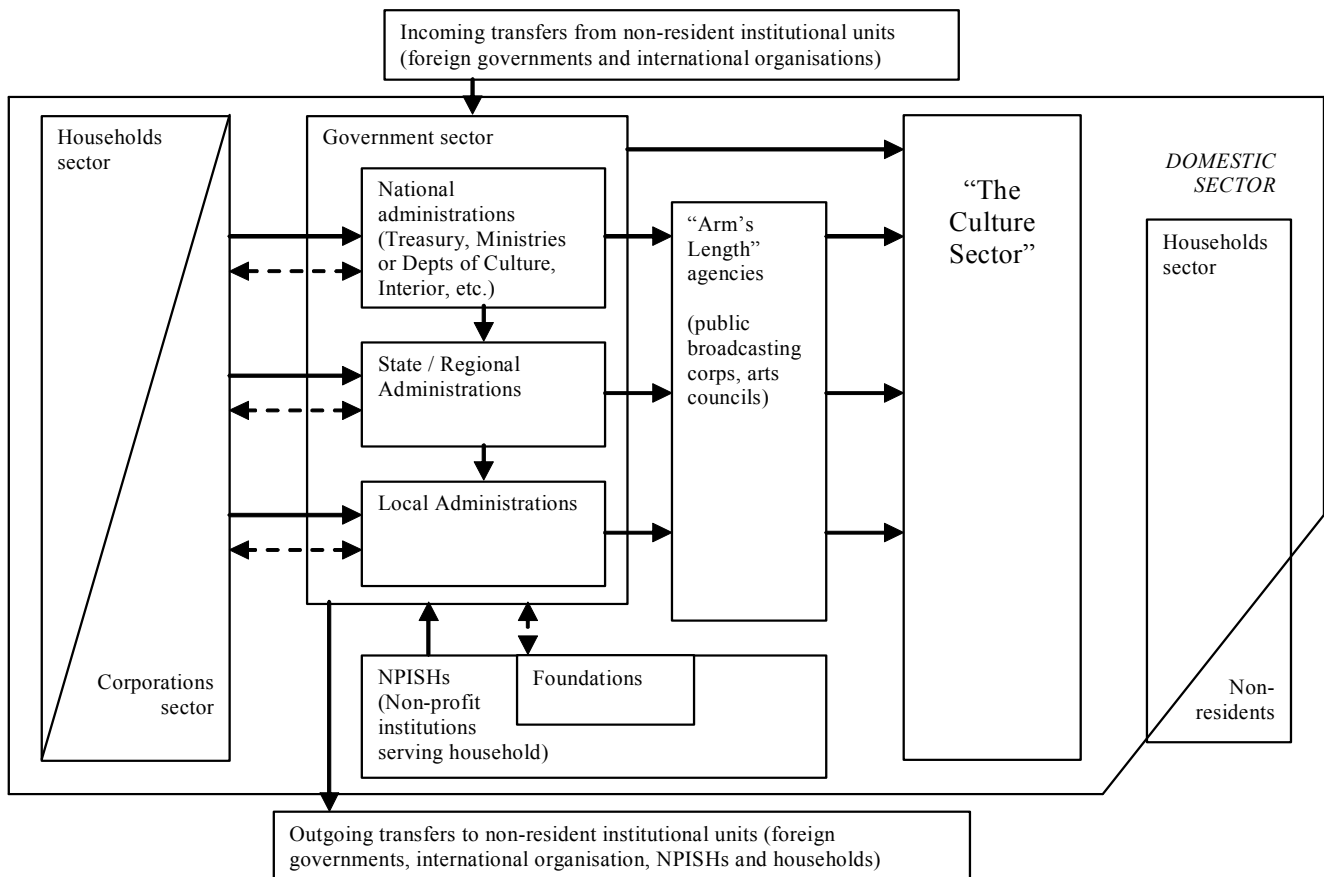 Incoming transfers from non-resident institutional units
(foreign governments and international organisations)
Households
sector
Government sector
National
administrations
(Treasury, Ministries
or Depts of Culture,
Interior, etc.)
State / Regional
Administrations
Local Administrations
“Arm’s
Length”
agencies
(public
broadcasting
corps, arts
councils)
“The
Culture
Sector”
DOMESTIC
SECTOR
Households
sector
Non-
residents
Corporations
sector
NPISHs
(Non-profit
institutions
serving household)
Foundations
Outgoing transfers to non-resident institutional units (foreign
governments, international organisation, NPISHs and households)